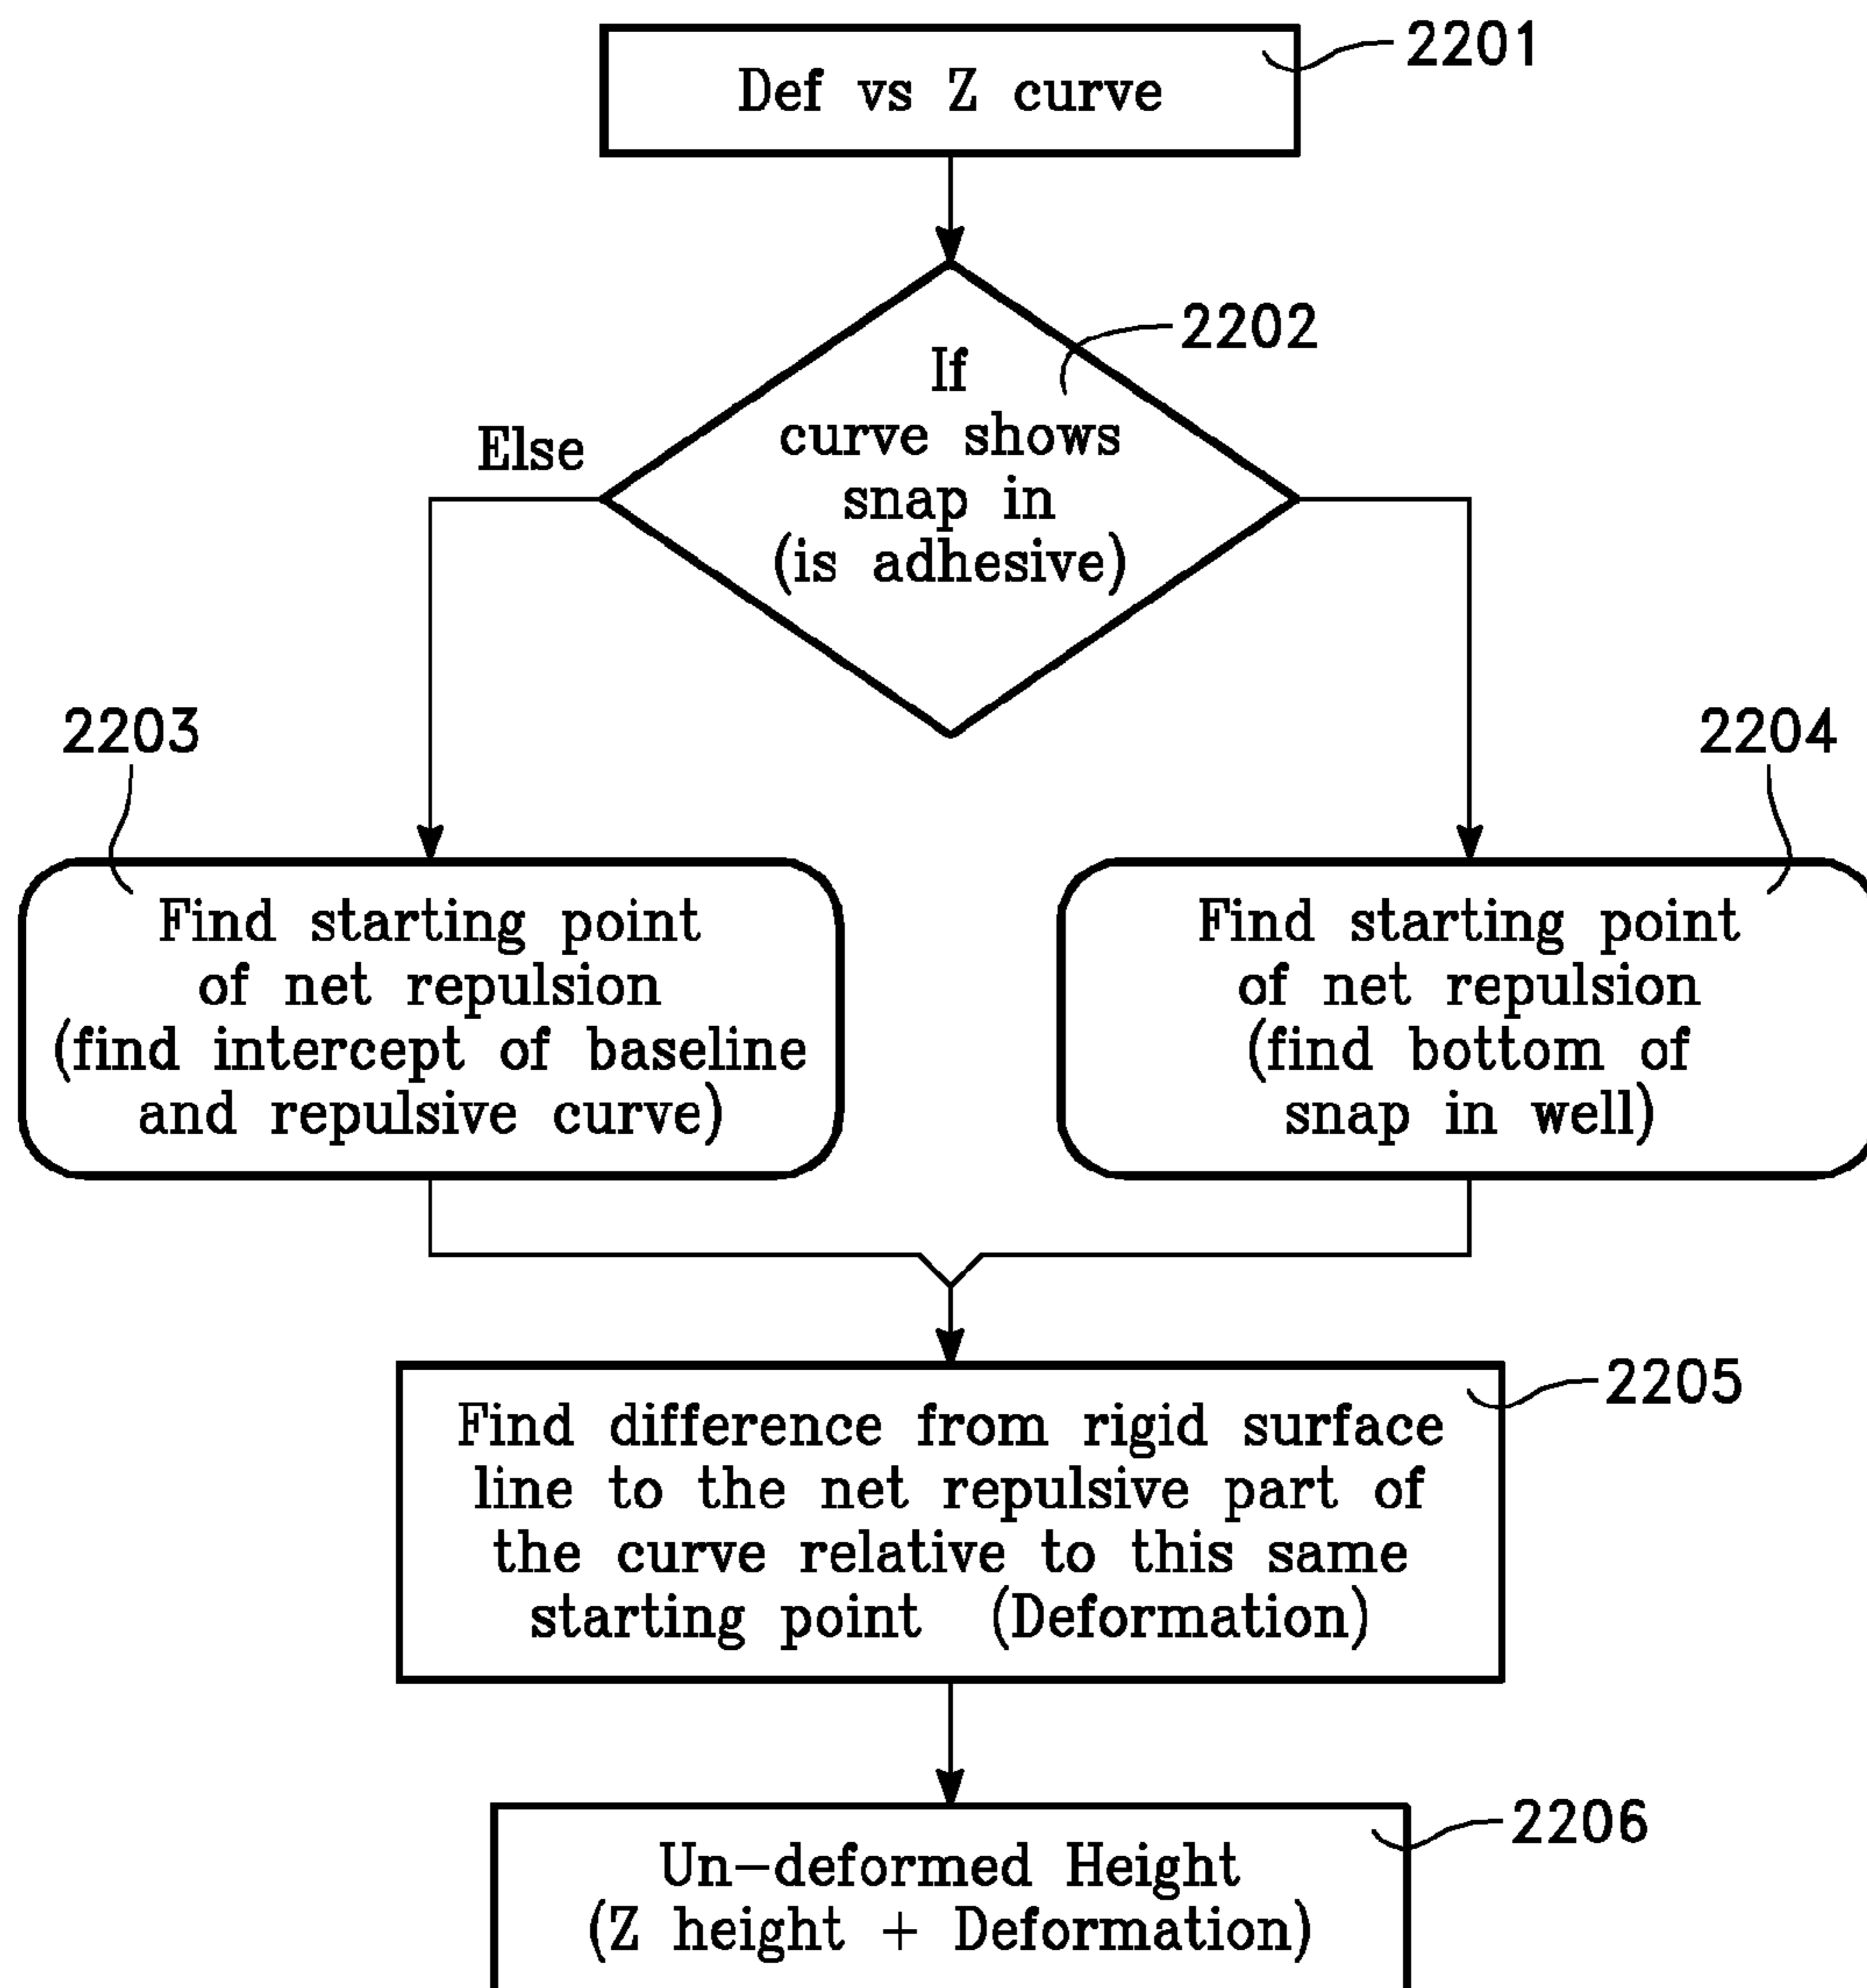 2201
Def vs Z curve
2202
If
curve shows
snap in
(is adhesive)
Else
2203
2204
Find starting point
of net repulsion
(find intercept of baseline
and repulsive curve)
Find starting point
of net repulsion
(find bottom of
snap in well)
2205
Find difference from rigid surface
line to the net repulsive part of
the curve relative to this same
starting point (Deformation)
2206
Un-deformed Height
(Z height + Deformation)